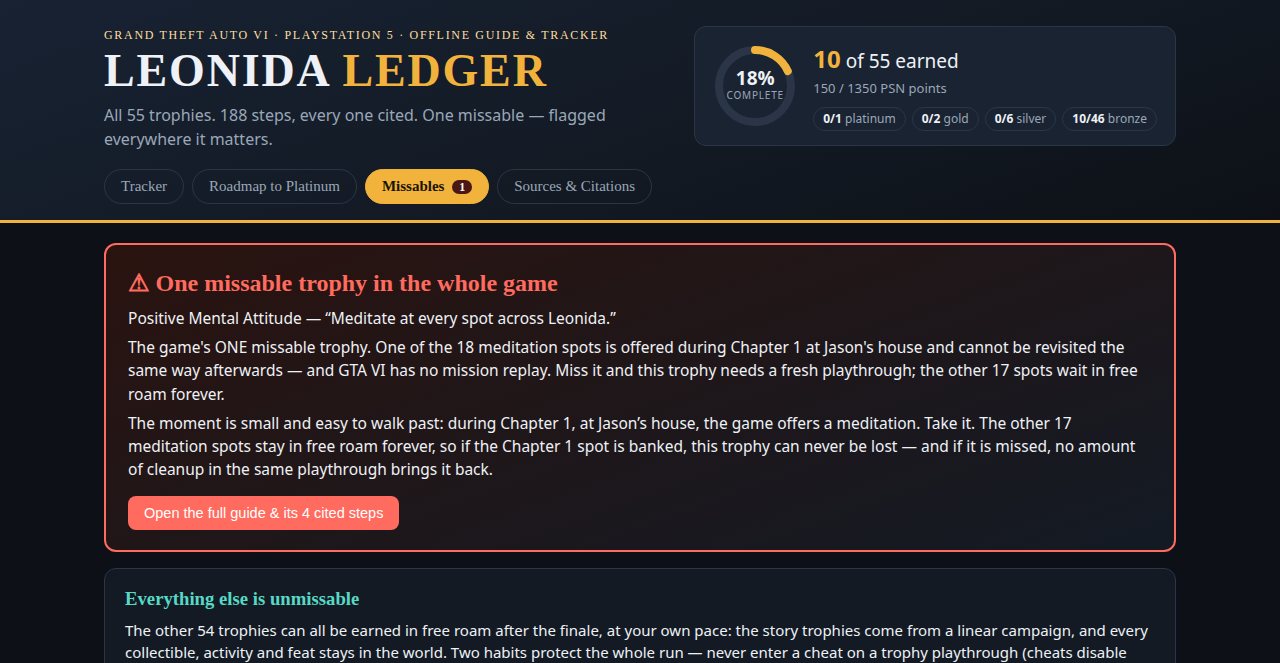 GRAND THEFT AUTO VI · PLAYSTATION 5 · OFFLINE GUIDE & TRACKER
LEONIDA LEDGER
All 55 trophies. 188 steps, every one cited. One missable — flagged
everywhere it matters.
18%
COMPLETE
10 of 55 earned
150 / 1350 PSN points
0/1 platinum
0/2 gold
0/6 silver
10/46 bronze
Tracker
Roadmap to Platinum
Missables 1
Sources & Citations
⚠ One missable trophy in the whole game
Positive Mental Attitude — “Meditate at every spot across Leonida.”
The game's ONE missable trophy. One of the 18 meditation spots is offered during Chapter 1 at Jason's house and cannot be revisited the
same way afterwards — and GTA VI has no mission replay. Miss it and this trophy needs a fresh playthrough; the other 17 spots wait in free
roam forever.
The moment is small and easy to walk past: during Chapter 1, at Jason’s house, the game offers a meditation. Take it. The other 17
meditation spots stay in free roam forever, so if the Chapter 1 spot is banked, this trophy can never be lost — and if it is missed, no amount
of cleanup in the same playthrough brings it back.
Open the full guide & its 4 cited steps
Everything else is unmissable
The other 54 trophies can all be earned in free roam after the finale, at your own pace: the story trophies come from a linear campaign, and every
collectible, activity and feat stays in the world. Two habits protect the whole run — never enter a cheat on a trophy playthrough (cheats disable